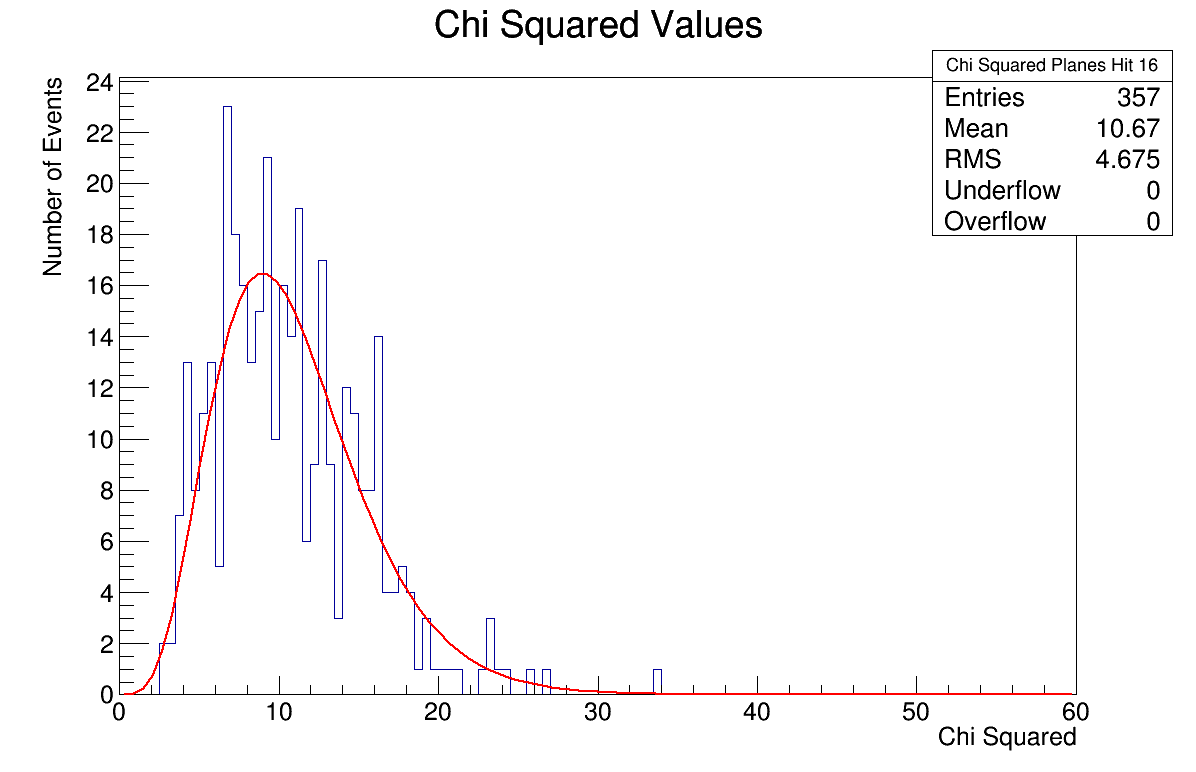 Chi Squared Values
Chi Squared Planes Hit 16
Entries 357
Mean 10.67
RMS 4.675
Underflow 0
Overflow 0
Number of Events
24
22
20
18
16
14
12
10
8
6
4
2
0
0 10 20 30 40 50 60
Chi Squared